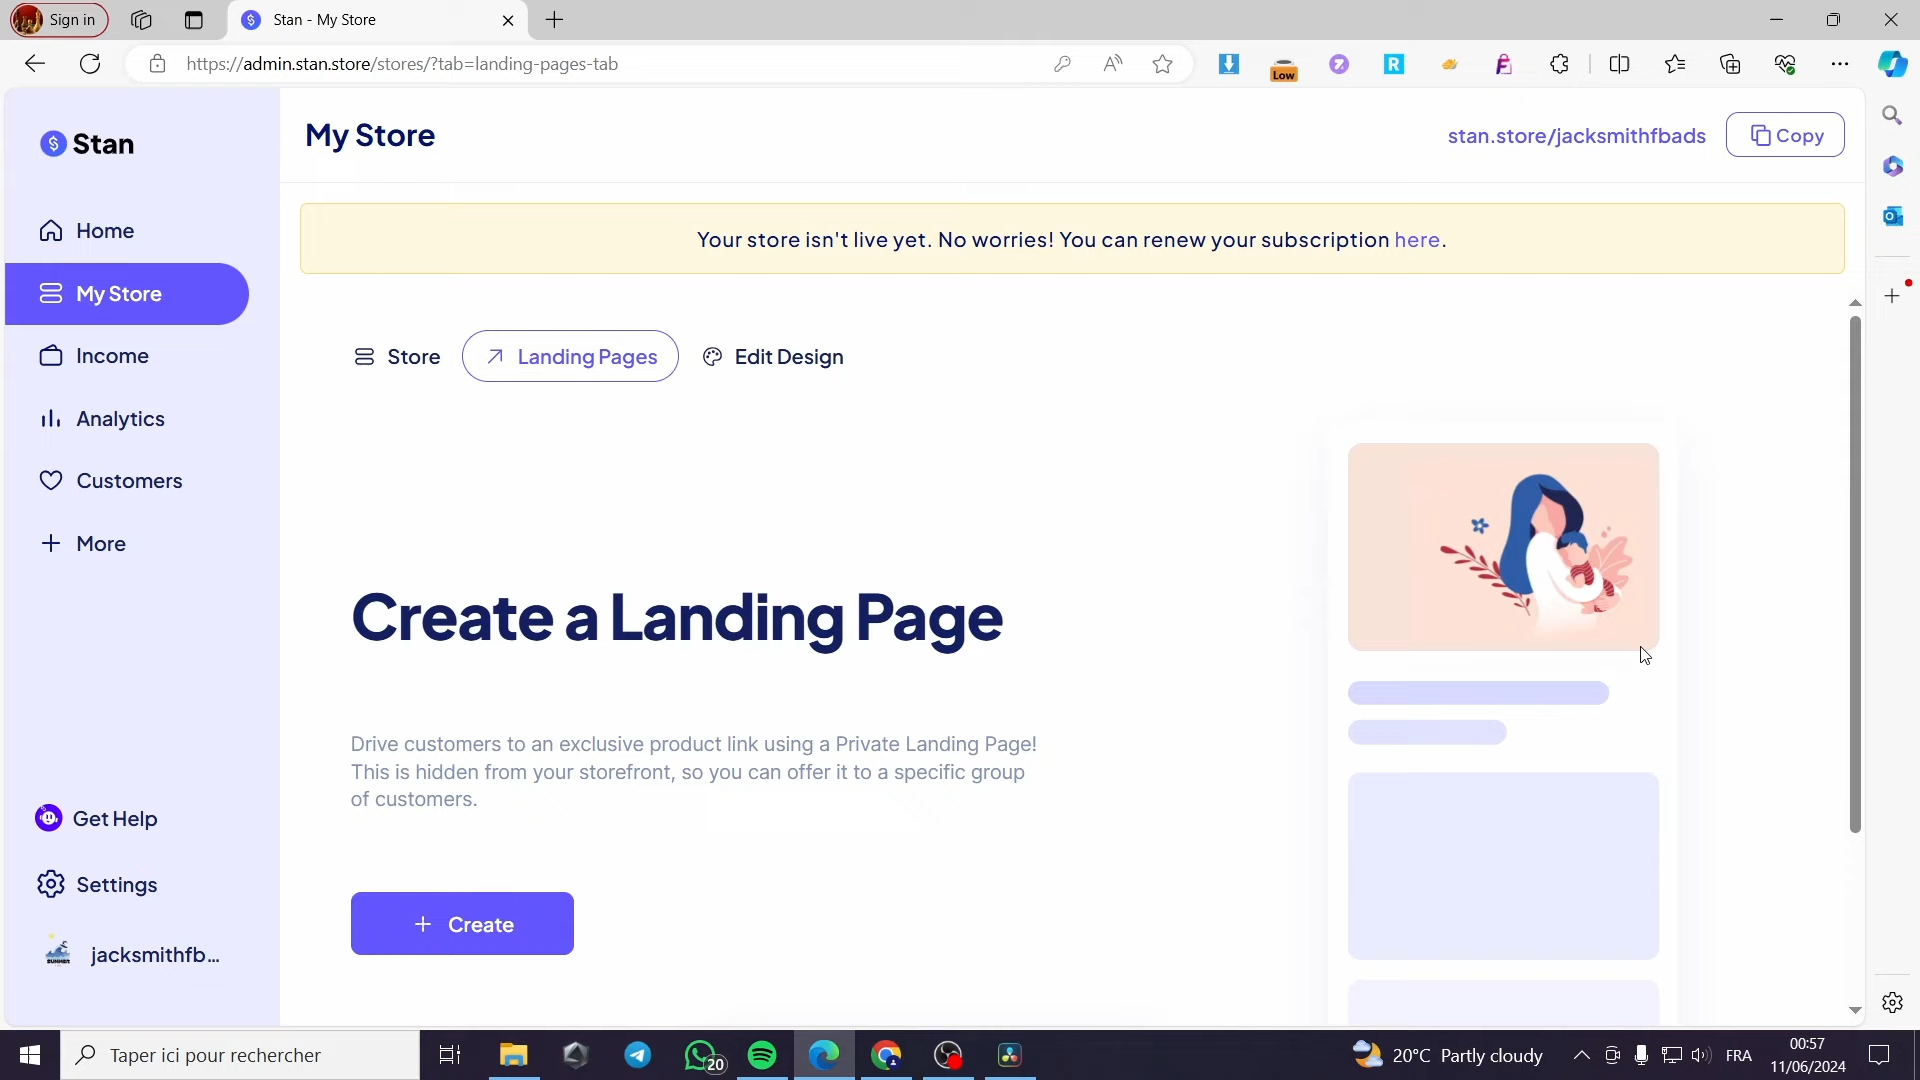 Sign in
Stan - My Store
https://admin.stan.store/stores/?tab=landing-pages-tab
Low
Stan
My Store
stan.store/jacksmithfbads
Copy
Home
Your store isn't live yet. No worries! You can renew your subscription here.
My Store
Income
Store
Landing Pages
Edit Design
Analytics
Customers
More
Create a Landing Page
Drive customers to an exclusive product link using a Private Landing Page!
This is hidden from your storefront, so you can offer it to a specific group
of customers.
Get Help
Settings
Create
SUMMER
jacksmithfb...
Taper ici pour rechercher
20
20°C Partly cloudy
FRA
00:57
11/06/2024